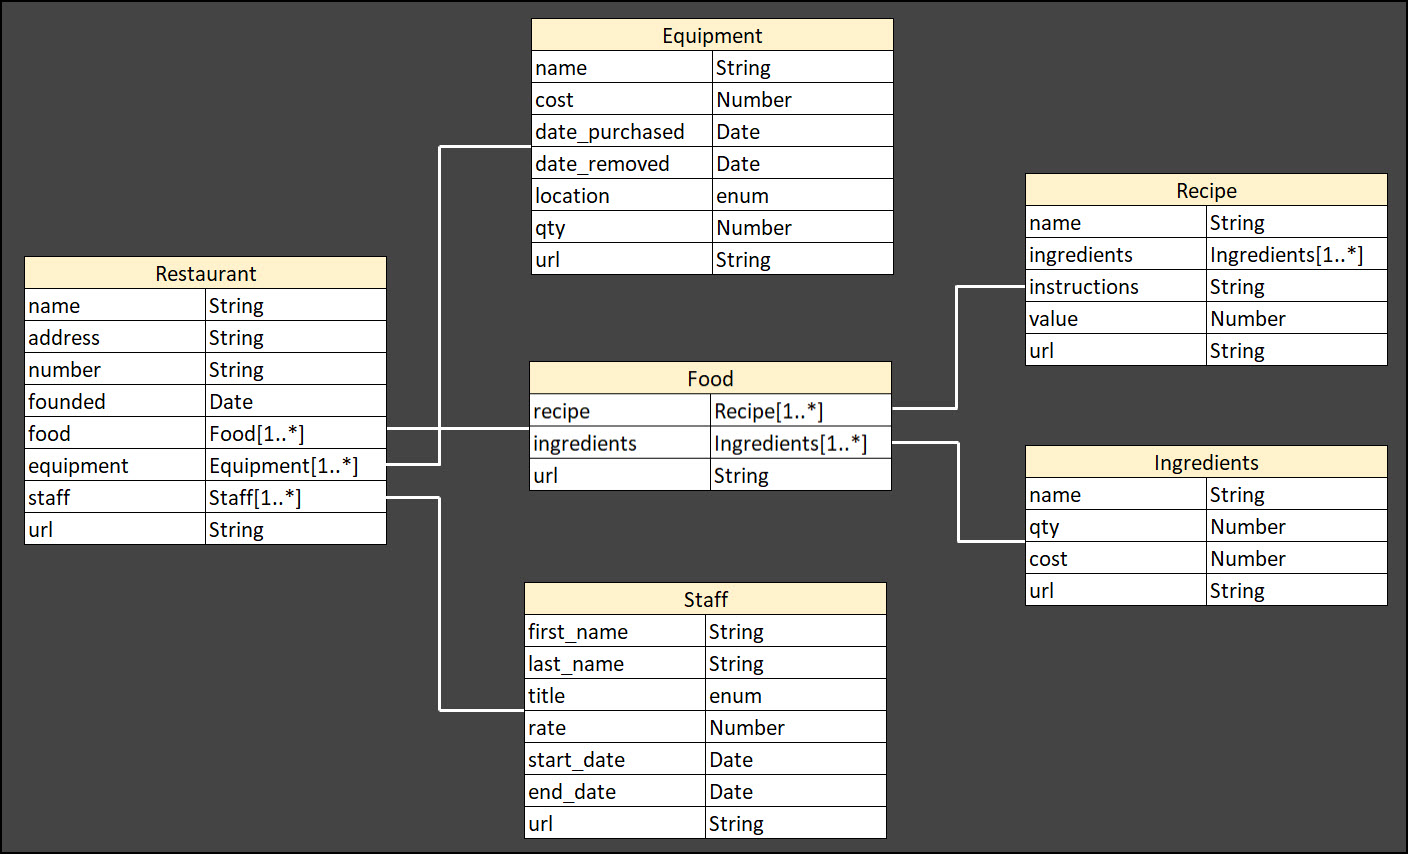 Equipment
name String
cost Number
date_purchased Date
date_removed Date
location enum
qty Number
url String
Restaurant
name String
address String
number String
founded Date
food Food[1..*]
equipment Equipment[1..*]
staff Staff[1..*]
url String
Food
recipe Recipe[1..*]
ingredients Ingredients[1..*]
url String
Staff
first_name String
last_name String
title enum
rate Number
start_date Date
end_date Date
url String
Recipe
name String
ingredients Ingredients[1..*]
instructions String
value Number
url String
Ingredients
name String
qty Number
cost Number
url String